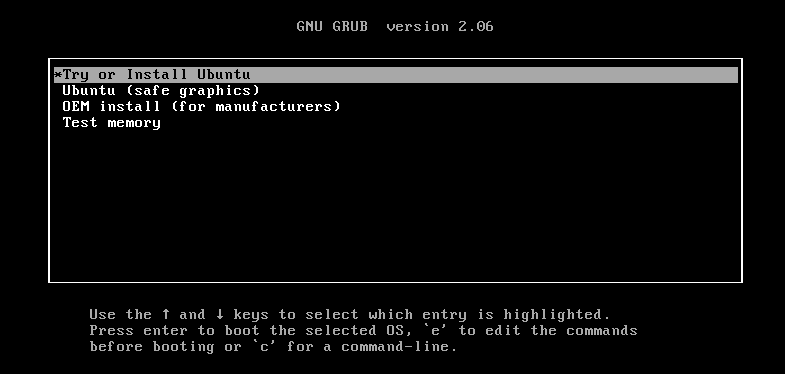 GNU GRUB  version 2.06
*Try or Install Ubuntu
Ubuntu (safe graphics)
OEM install (for manufacturers)
Test memory
Use the ↑ and ↓ keys to select which entry is highlighted.
Press enter to boot the selected OS, `e' to edit the commands
before booting or `c' for a command-line.